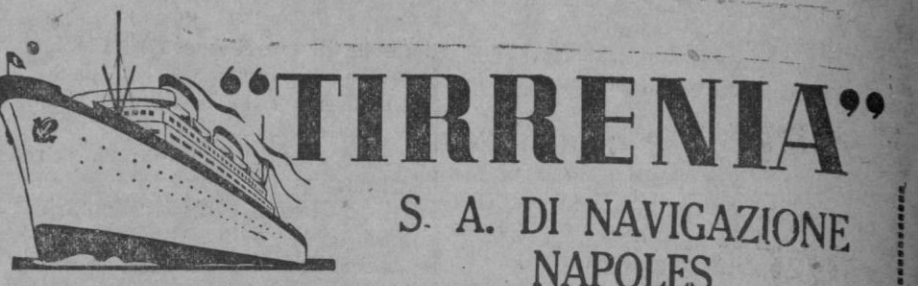 “TIRRENIA”
S. A. DI NAVIGAZIONE
NAPOLES